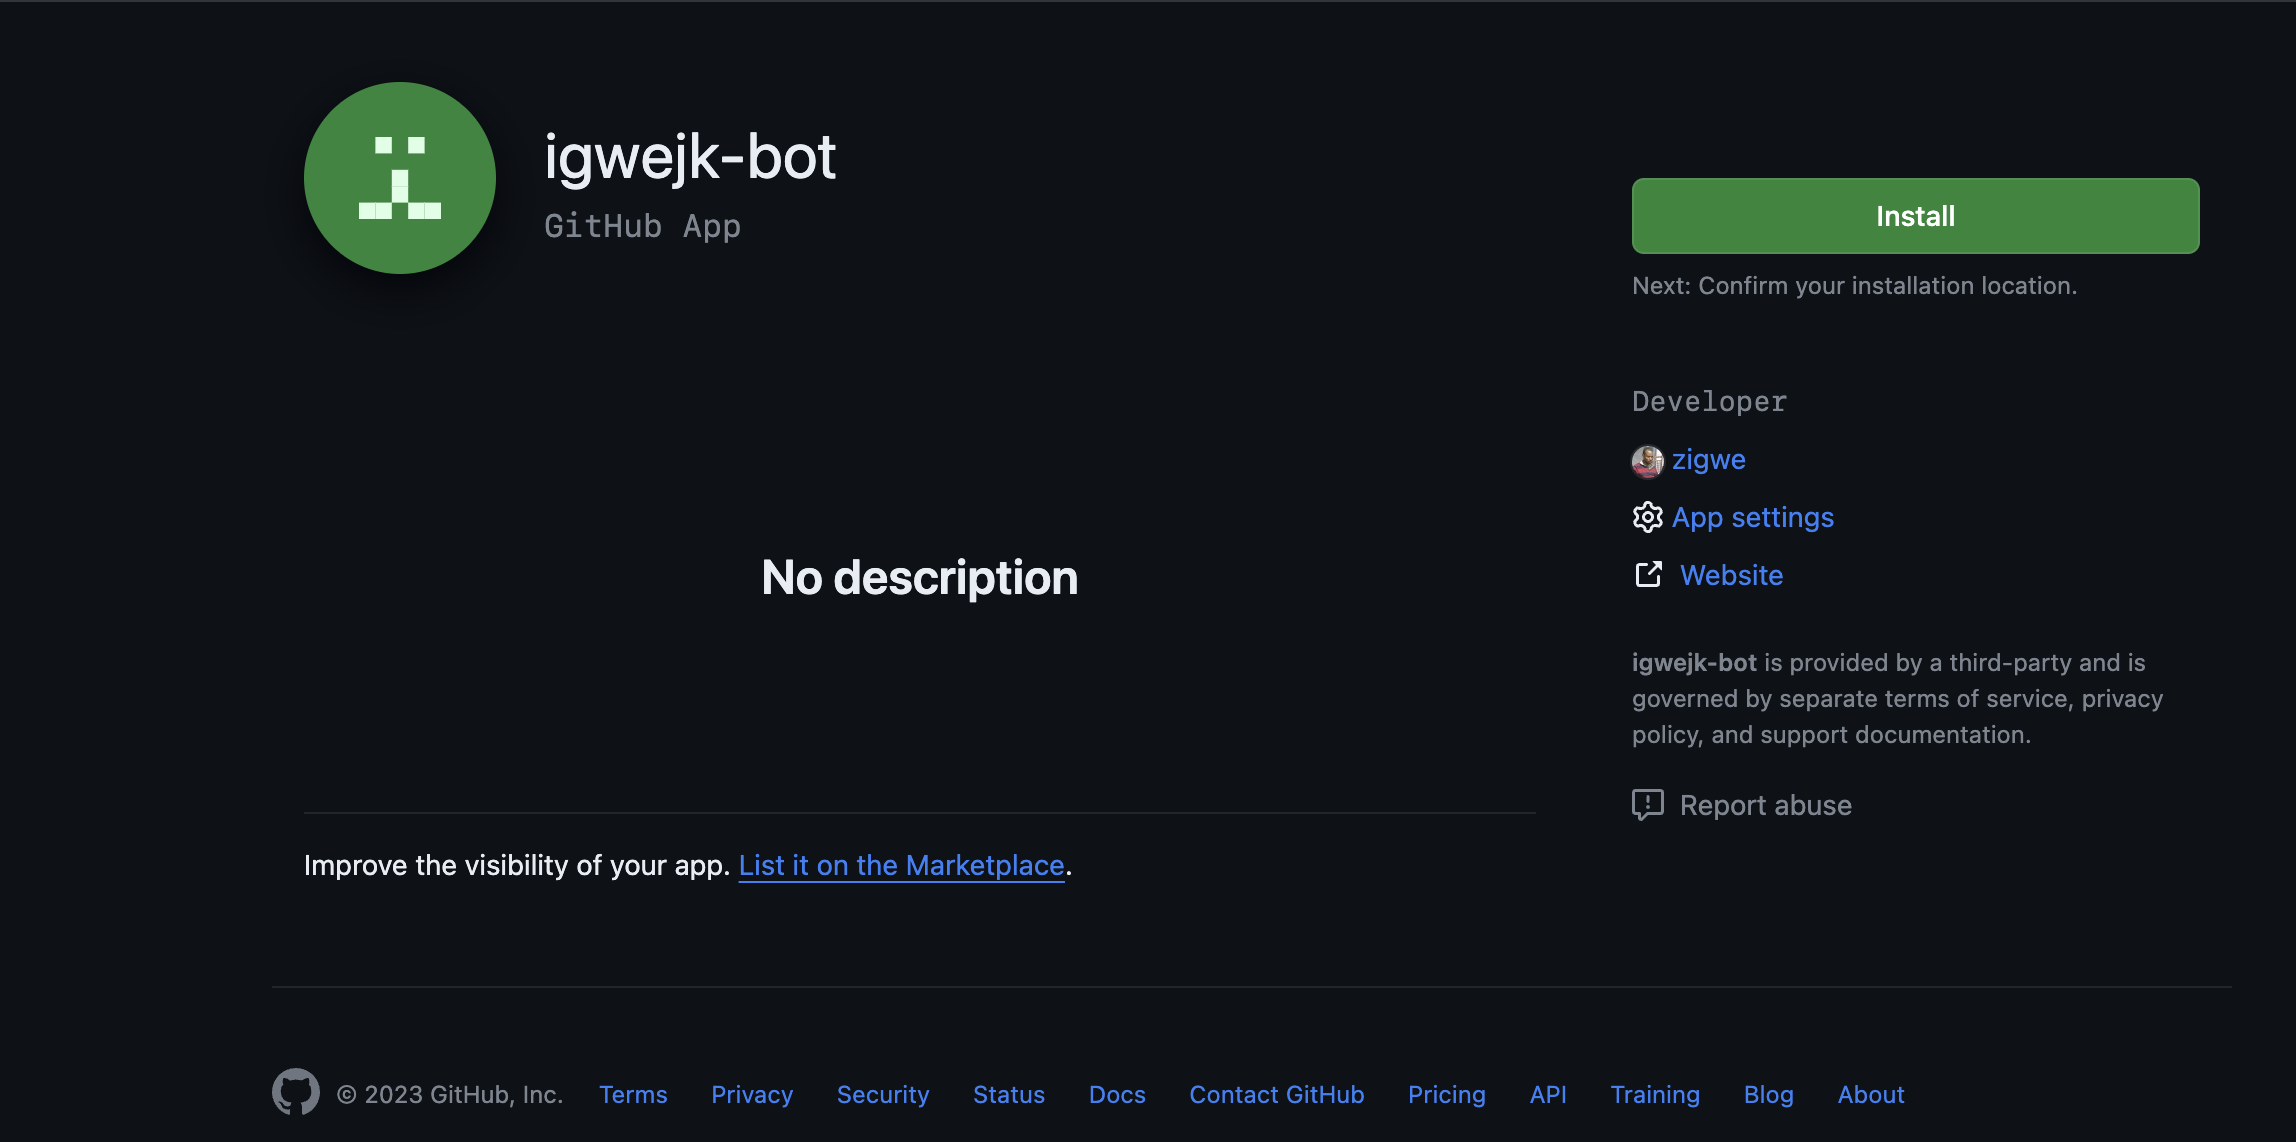 igwejk-bot
GitHub App
Install
Next: Confirm your installation location.
No description
Improve the visibility of your app. List it on the Marketplace.
Developer
zigwe
App settings
Website
igwejk-bot is provided by a third-party and is
governed by separate terms of service, privacy
policy, and support documentation.
Report abuse
© 2023 GitHub, Inc. Terms Privacy Security Status Docs Contact GitHub Pricing API Training Blog About